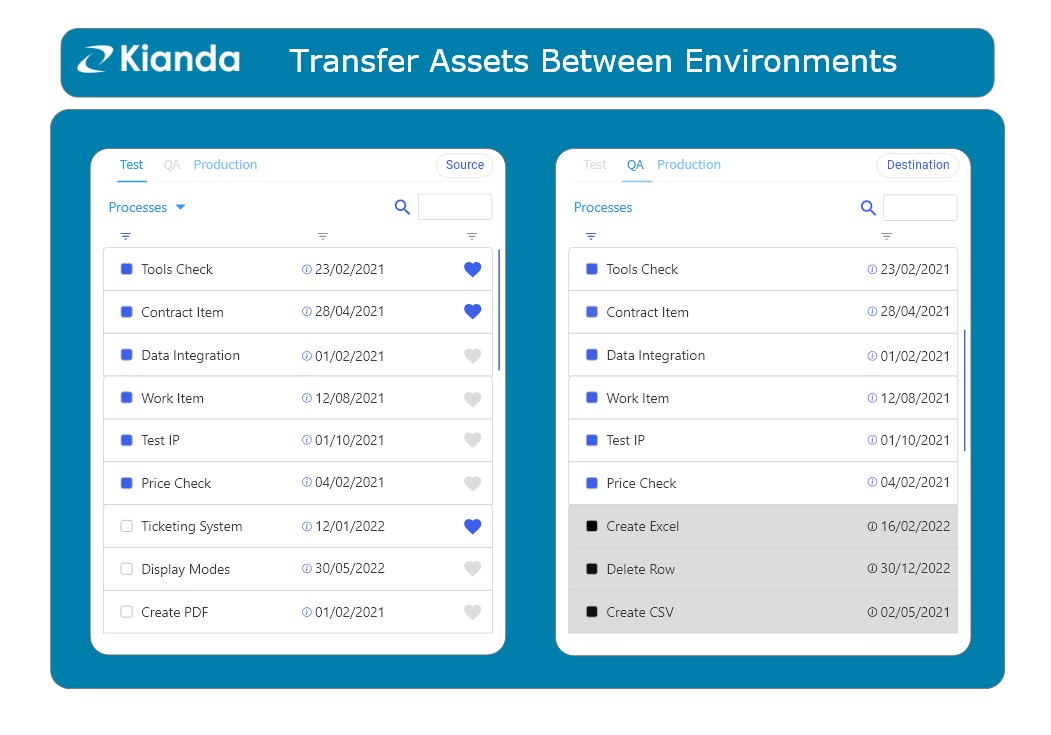 Kianda Transfer Assets Between Environments
Test QA Production Source
Processes
Tools Check 23/02/2021
Contract Item 28/04/2021
Data Integration 01/02/2021
Work Item 12/08/2021
Test IP 01/10/2021
Price Check 04/02/2021
Ticketing System 12/01/2022
Display Modes 30/05/2022
Create PDF 01/02/2021
Test QA Production Destination
Processes
Tools Check 23/02/2021
Contract Item 28/04/2021
Data Integration 01/02/2021
Work Item 12/08/2021
Test IP 01/10/2021
Price Check 04/02/2021
Create Excel 16/02/2022
Delete Row 30/12/2022
Create CSV 02/05/2021